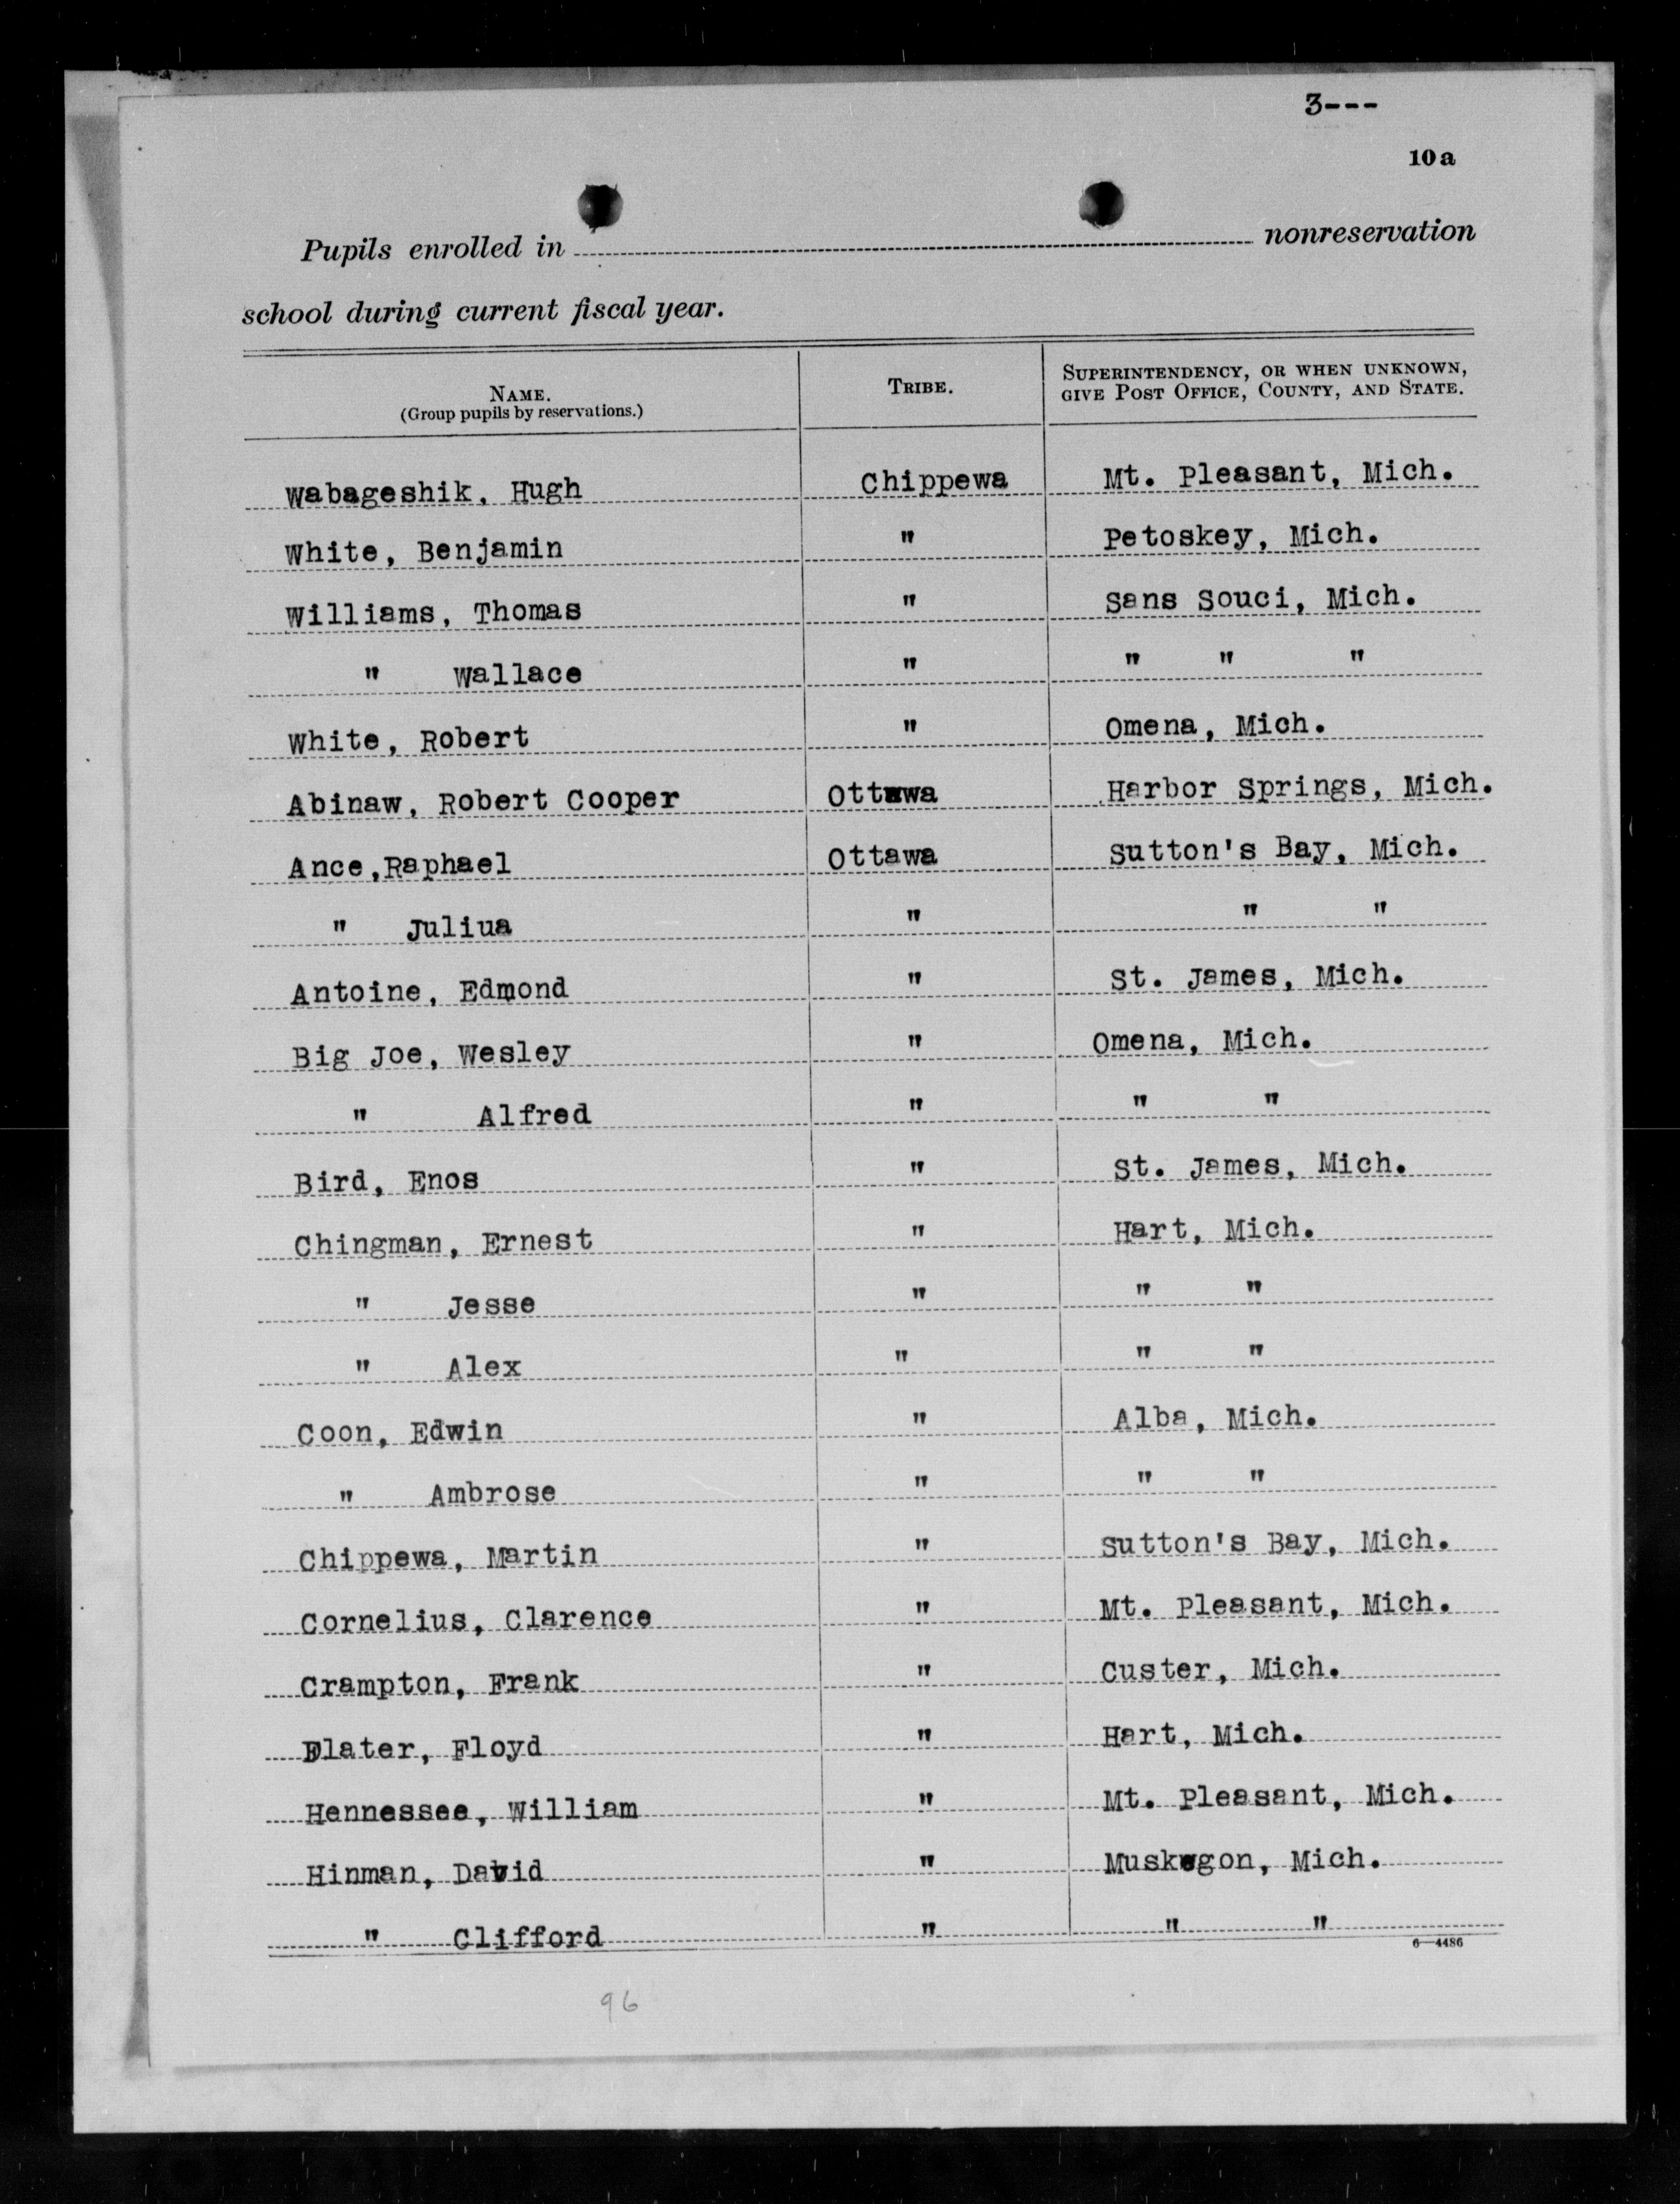 3---
10a
Pupils enrolled in nonreservation
school during current fiscal year.
NAME. TRIBE. SUPERINTENDENCY, OR WHEN UNKNOWN,
(Group pupils by reservations.) GIVE POST OFFICE, COUNTY, AND STATE.
Wabageshik, Hugh Chippewa Mt. Pleasant, Mich.
White, Benjamin " Petoskey, Mich.
Williams, Thomas " Sans Souci, Mich.
" Wallace " " " "
White, Robert " Omena, Mich.
Abinaw, Robert Cooper Ottawa Harbor Springs, Mich.
Ance,Raphael Ottawa Sutton's Bay, Mich.
" Juliua " " "
Antoine, Edmond " St. James, Mich.
Big Joe, Wesley " Omena, Mich.
" Alfred " " "
Bird, Enos " St. James, Mich.
Chingman, Ernest " Hart, Mich.
" Jesse " " "
" Alex " " "
Coon, Edwin " Alba, Mich.
" Ambrose " " "
Chippewa, Martin " Sutton's Bay, Mich.
Cornelius, Clarence " Mt. Pleasant, Mich.
Crampton, Frank " Custer, Mich.
Elater, Floyd " Hart, Mich.
Hennessee, William " Mt. Pleasant, Mich.
Hinman, David " Muskegon, Mich.
" Clifford " " "
6—4486
96